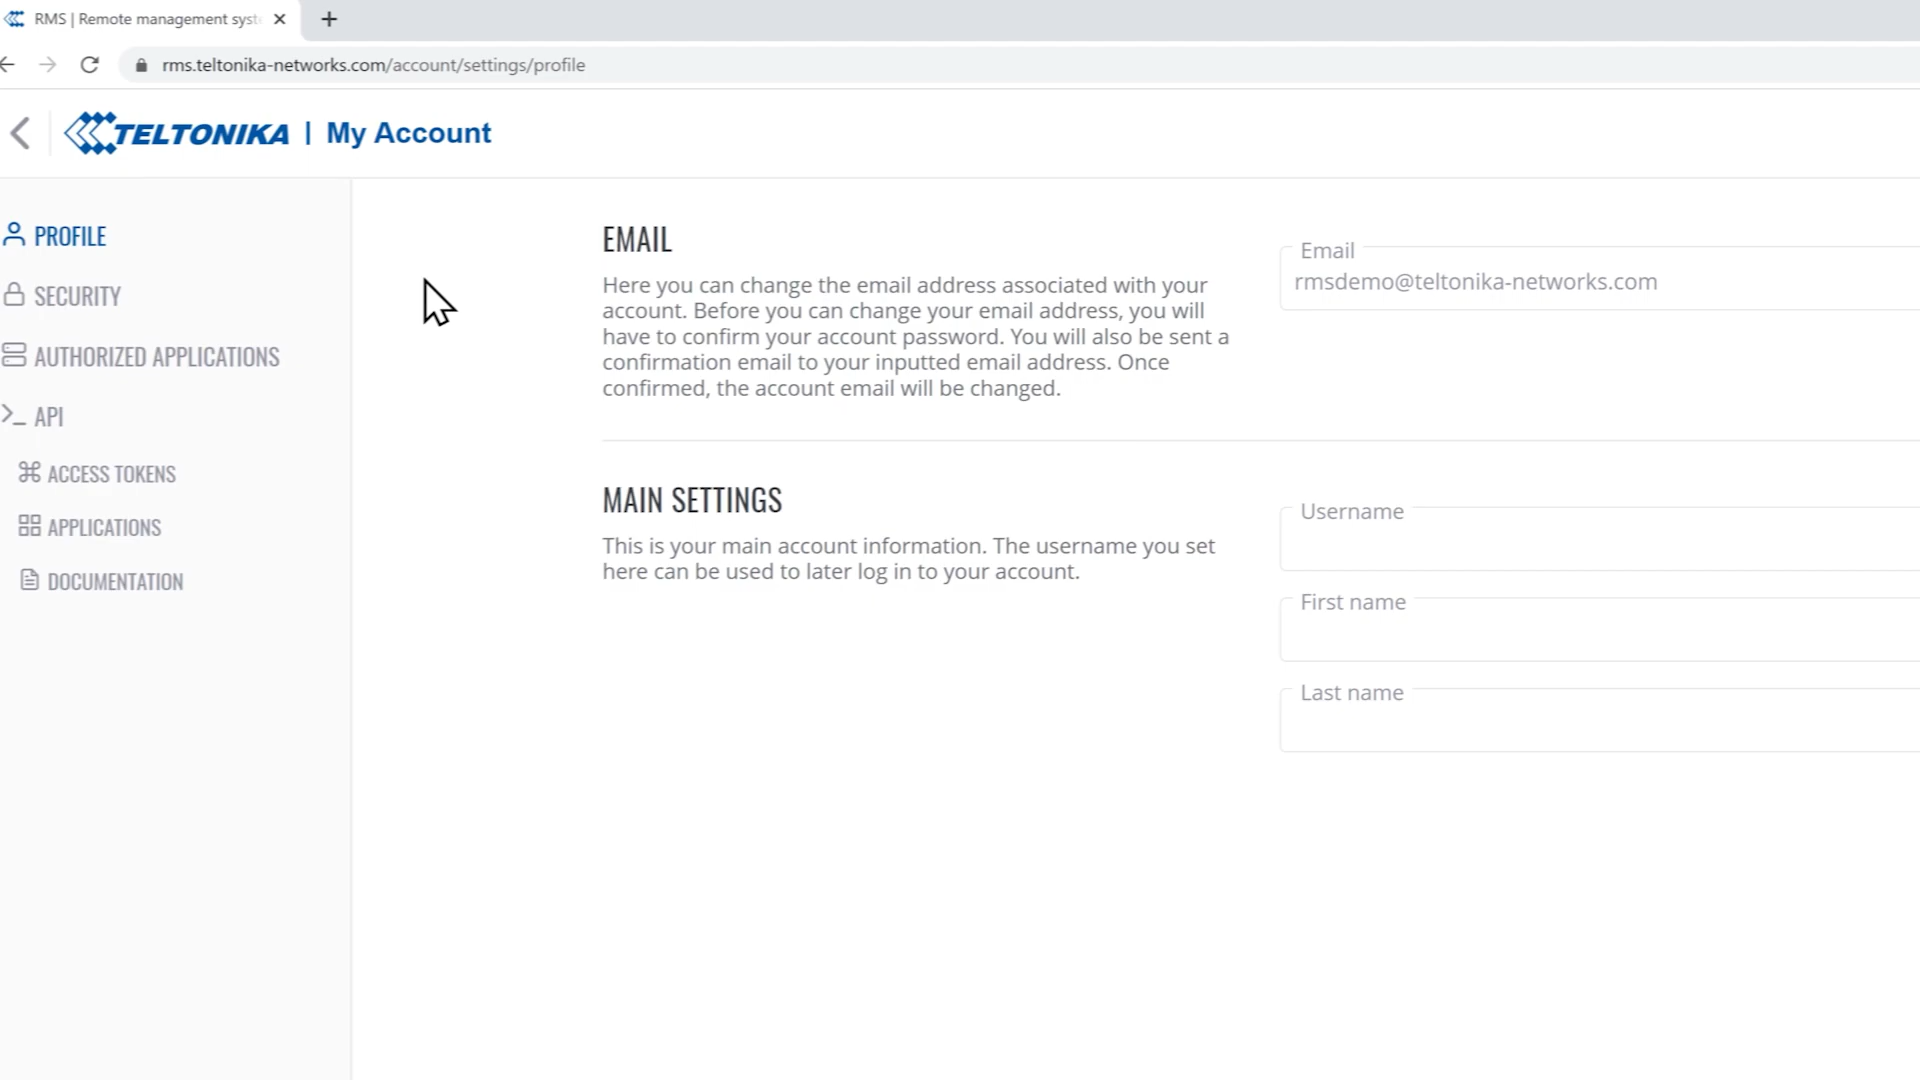 RMS | Remote management syst
rms.teltonika-networks.com/account/settings/profile
TELTONIKA | My Account
PROFILE
SECURITY
AUTHORIZED APPLICATIONS
API
ACCESS TOKENS
APPLICATIONS
DOCUMENTATION
EMAIL
Here you can change the email address associated with your
account. Before you can change your email address, you will
have to confirm your account password. You will also be sent a
confirmation email to your inputted email address. Once
confirmed, the account email will be changed.
Email
rmsdemo@teltonika-networks.com
MAIN SETTINGS
This is your main account information. The username you set
here can be used to later log in to your account.
Username
First name
Last name